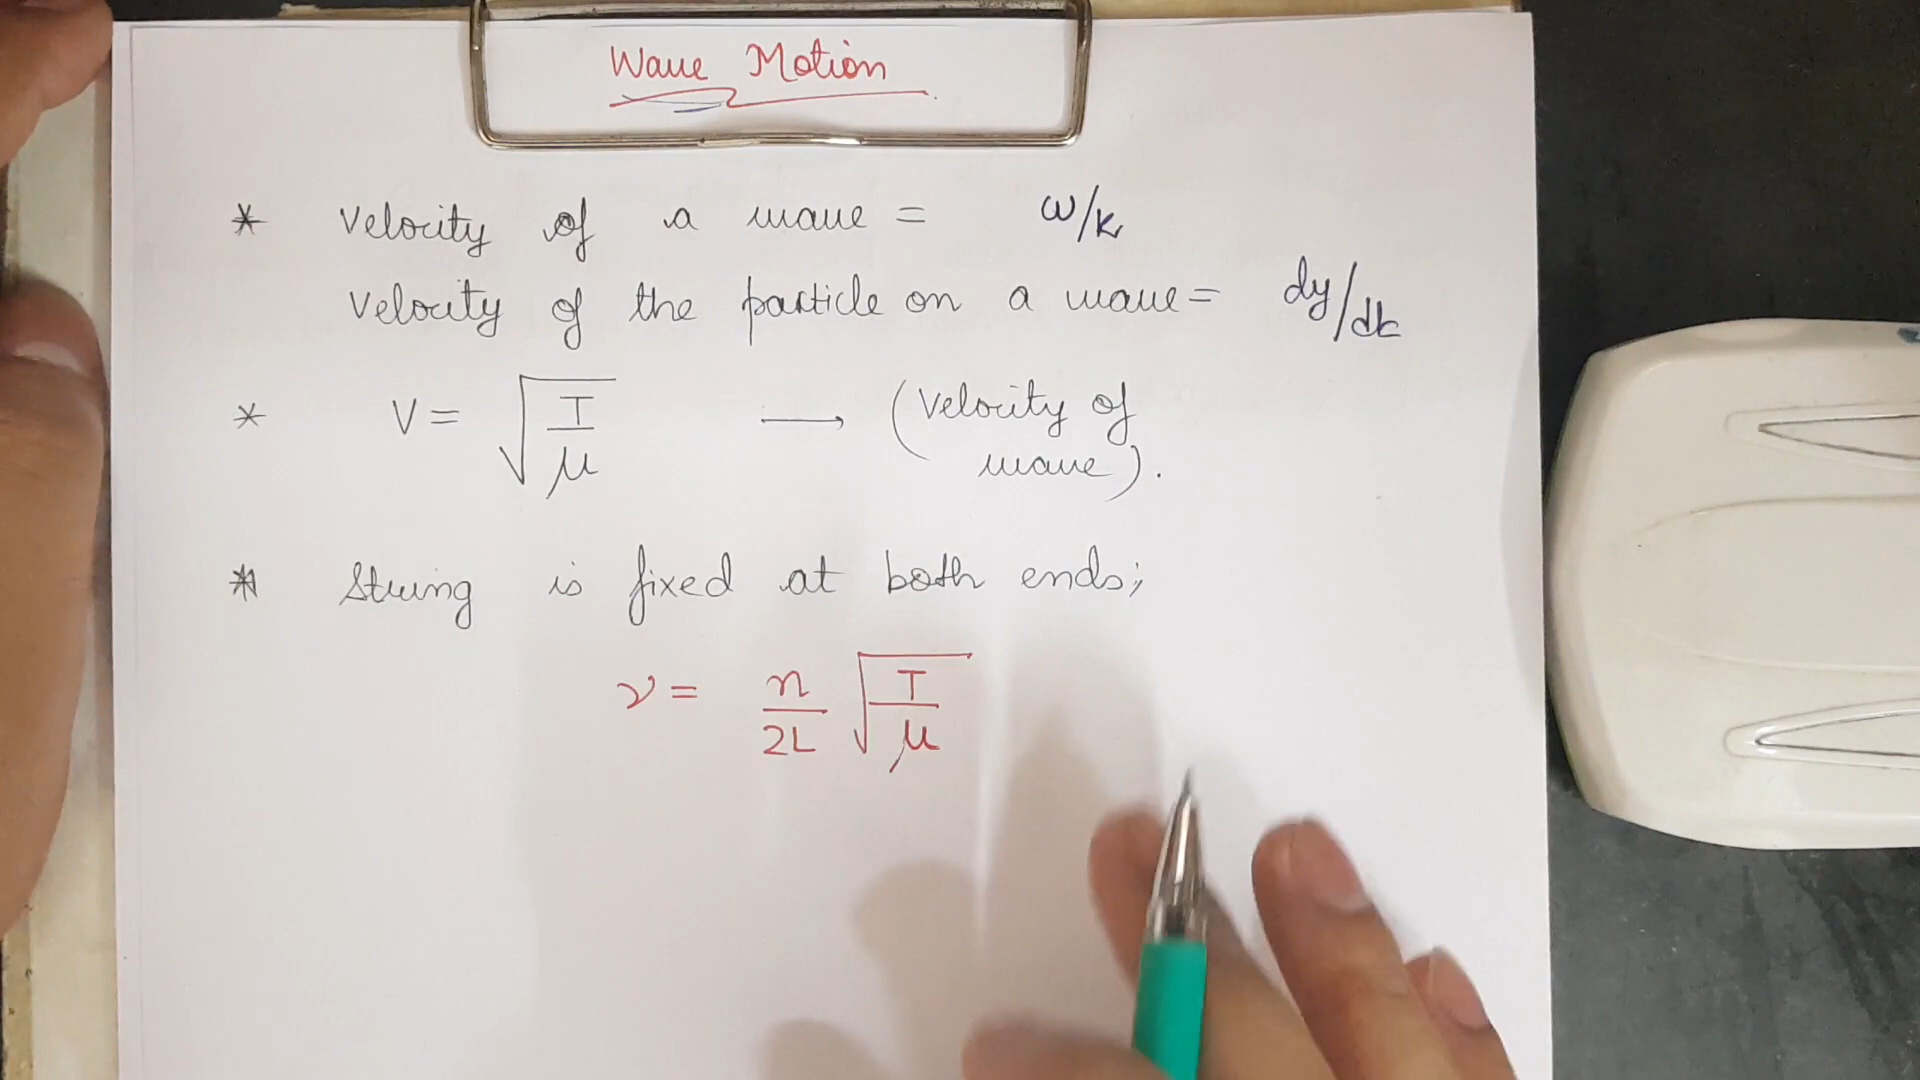 Wave Motion
* Velocity of a wave = ω/k
Velocity of the particle on a wave = dy/dt
* V = √(T/μ) → (Velocity of
wave).
* String is fixed at both ends;
ν = n/2L √(T/μ)